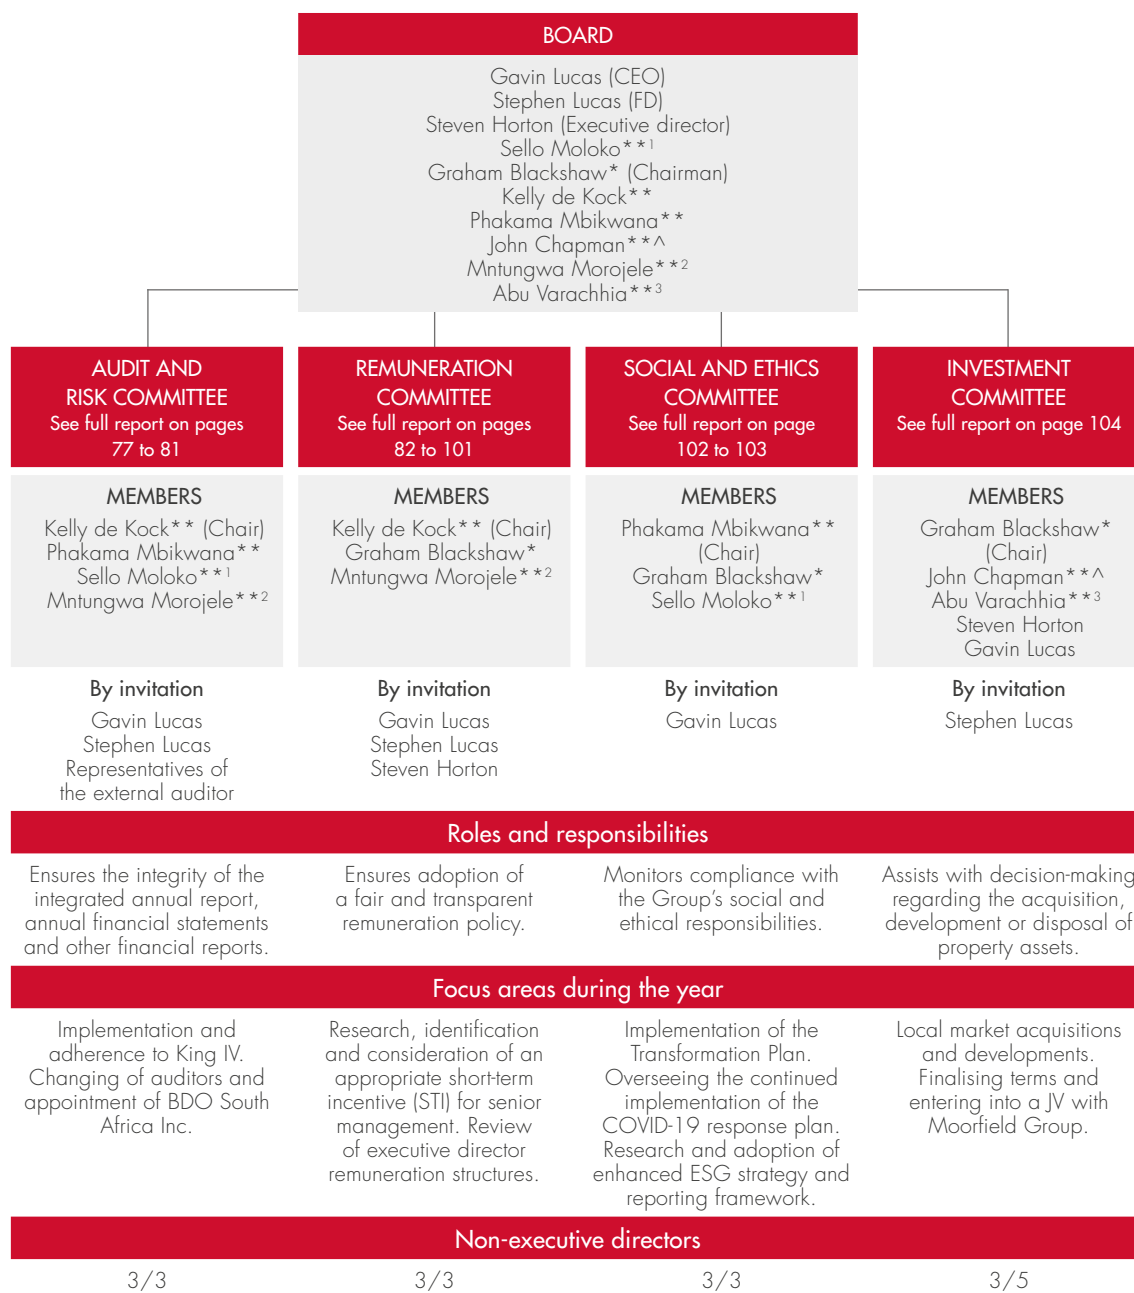 BOARD
Gavin Lucas (CEO)
Stephen Lucas (FD)
Steven Horton (Executive director)
Sello Moloko**1
Graham Blackshaw* (Chairman)
Kelly de Kock**
Phakama Mbikwana**
John Chapman**^
Mntungwa Morojele**2
Abu Varachhia**3
AUDIT AND
RISK COMMITTEE
See full report on pages
77 to 81
MEMBERS
Kelly de Kock** (Chair)
Phakama Mbikwana**
Sello Moloko**1
Mntungwa Morojele**2
By invitation
Gavin Lucas
Stephen Lucas
Representatives of
the external auditor
REMUNERATION
COMMITTEE
See full report on pages
82 to 101
MEMBERS
Kelly de Kock** (Chair)
Graham Blackshaw*
Mntungwa Morojele**2
By invitation
Gavin Lucas
Stephen Lucas
Steven Horton
SOCIAL AND ETHICS
COMMITTEE
See full report on page
102 to 103
MEMBERS
Phakama Mbikwana**
(Chair)
Graham Blackshaw*
Sello Moloko**1
By invitation
Gavin Lucas
INVESTMENT
COMMITTEE
See full report on page 104
MEMBERS
Graham Blackshaw*
(Chair)
John Chapman**^
Abu Varachhia**3
Steven Horton
Gavin Lucas
By invitation
Stephen Lucas
Roles and responsibilities
Ensures the integrity of the
integrated annual report,
annual financial statements
and other financial reports.
Ensures adoption of
a fair and transparent
remuneration policy.
Monitors compliance with
the Group's social and
ethical responsibilities.
Assists with decision-making
regarding the acquisition,
development or disposal of
property assets.
Focus areas during the year
Implementation and
adherence to King IV.
Changing of auditors and
appointment of BDO South
Africa Inc.
Research, identification
and consideration of an
appropriate short-term
incentive (STI) for senior
management. Review
of executive director
remuneration structures.
Implementation of the
Transformation Plan.
Overseeing the continued
implementation of the
COVID-19 response plan.
Research and adoption of
enhanced ESG strategy and
reporting framework.
Local market acquisitions
and developments.
Finalising terms and
entering into a JV with
Moorfield Group.
Non-executive directors
3/3
3/3
3/3
3/5